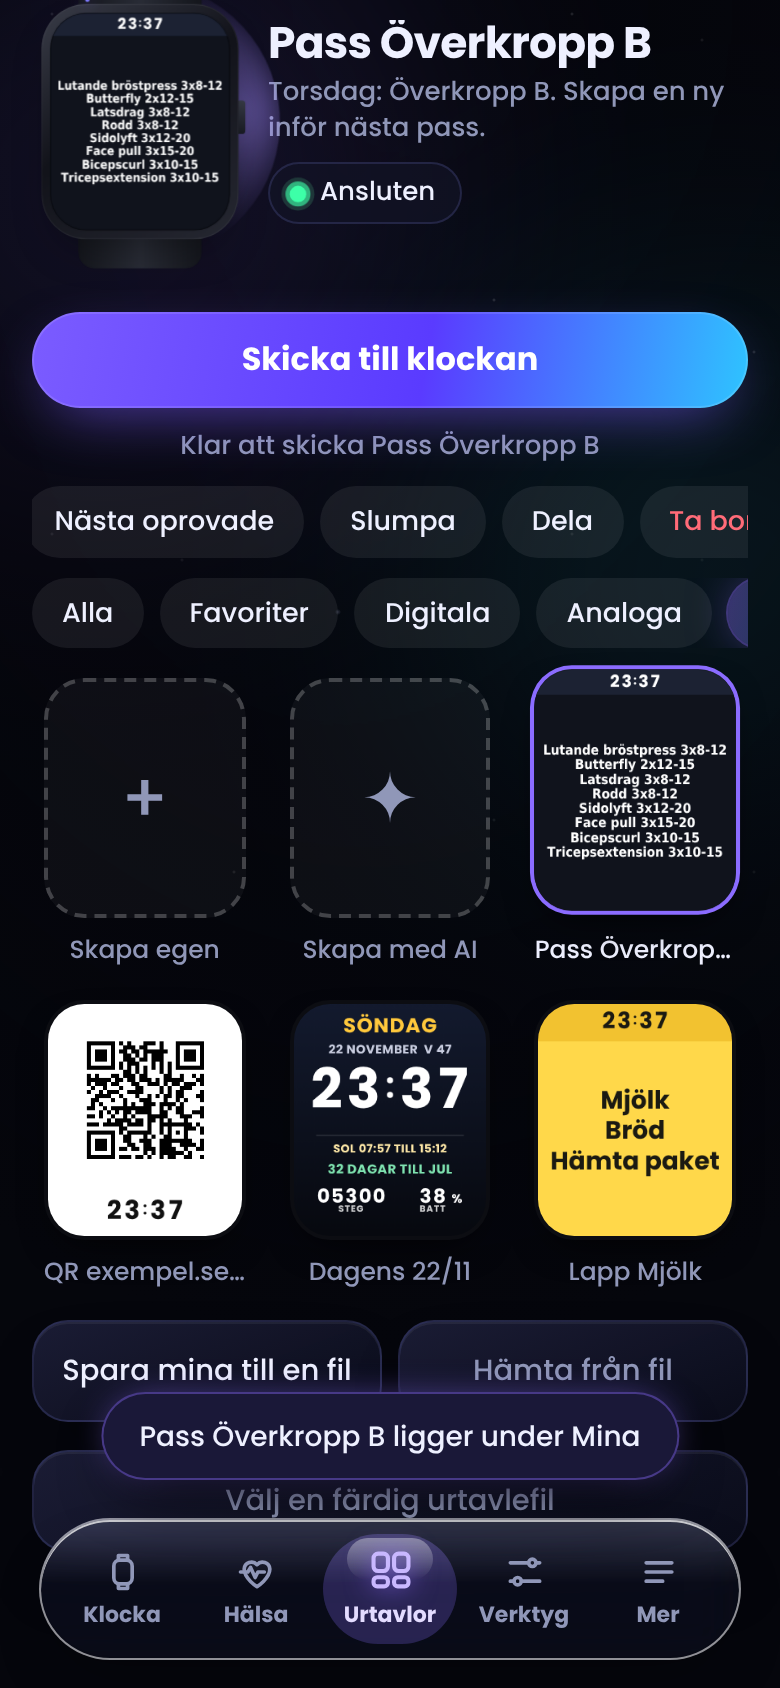 23:37
Lutande bröstpress 3x8-12
Butterfly 2x12-15
Latsdrag 3x8-12
Rodd 3x8-12
Sidolyft 3x12-20
Face pull 3x15-20
Bicepscurl 3x10-15
Tricepsextension 3x10-15
Pass Överkropp B
Torsdag: Överkropp B. Skapa en ny
inför nästa pass.
Ansluten
Skicka till klockan
Klar att skicka Pass Överkropp B
Nästa oprovade
Slumpa
Dela
Ta bor
Alla
Favoriter
Digitala
Analoga
+
Skapa egen
Skapa med AI
23:37
Lutande bröstpress 3x8-12
Butterfly 2x12-15
Latsdrag 3x8-12
Rodd 3x8-12
Sidolyft 3x12-20
Face pull 3x15-20
Bicepscurl 3x10-15
Tricepsextension 3x10-15
Pass Överkrop...
23:37
QR exempel.se...
SÖNDAG
22 NOVEMBER V 47
23:37
SOL 07:57 TILL 15:12
32 DAGAR TILL JUL
05300 38 %
STEG BATT
Dagens 22/11
23:37
Mjölk
Bröd
Hämta paket
Lapp Mjölk
Spara mina till en fil
Hämta från fil
Pass Överkropp B ligger under Mina
Välj en färdig urtavlefil
Klocka
Hälsa
Urtavlor
Verktyg
Mer